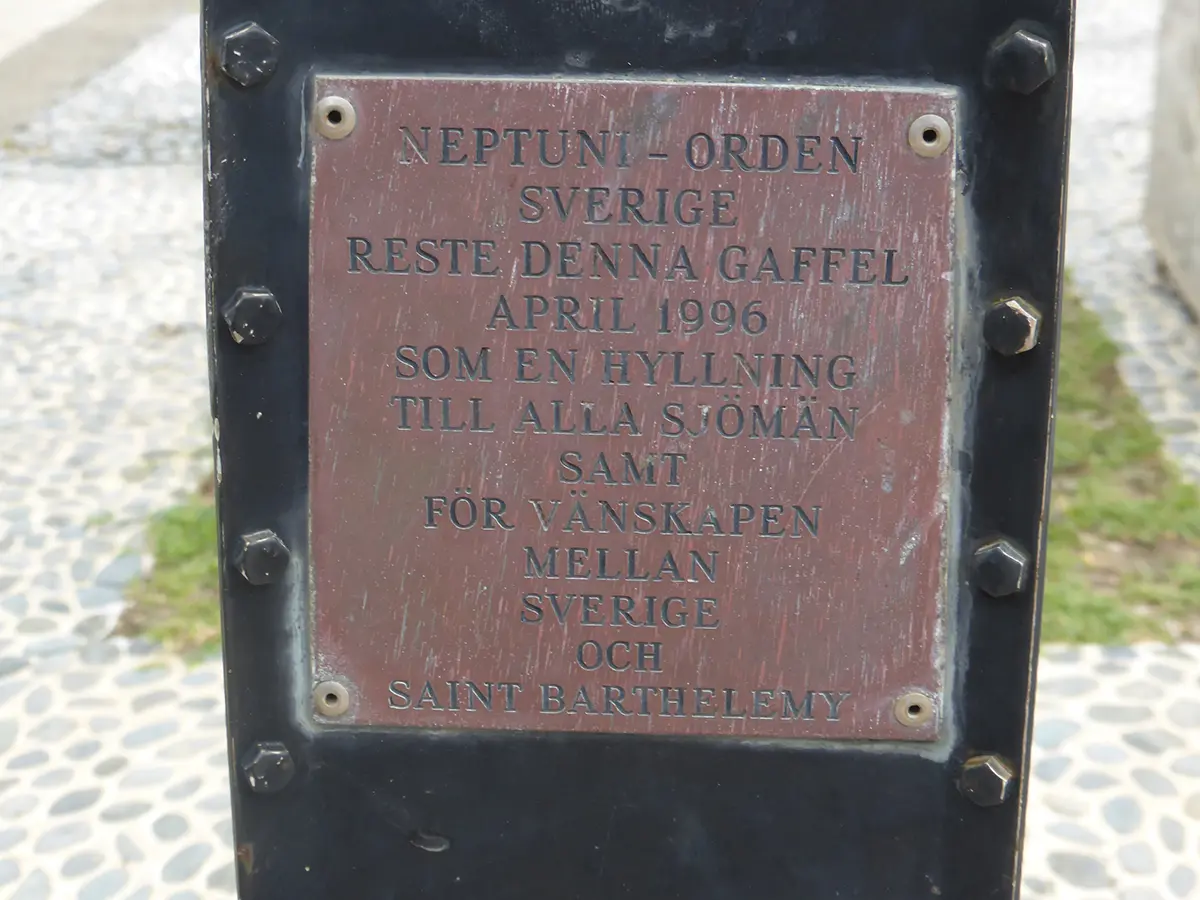 NEPTUNI - ORDEN
SVERIGE
RESTE DENNA GAFFEL
APRIL 1996
SOM EN HYLLNING
TILL ALLA SJÖMÄN
SAMT
FÖR VÄNSKAPEN
MELLAN
SVERIGE
OCH
SAINT BARTHELEMY